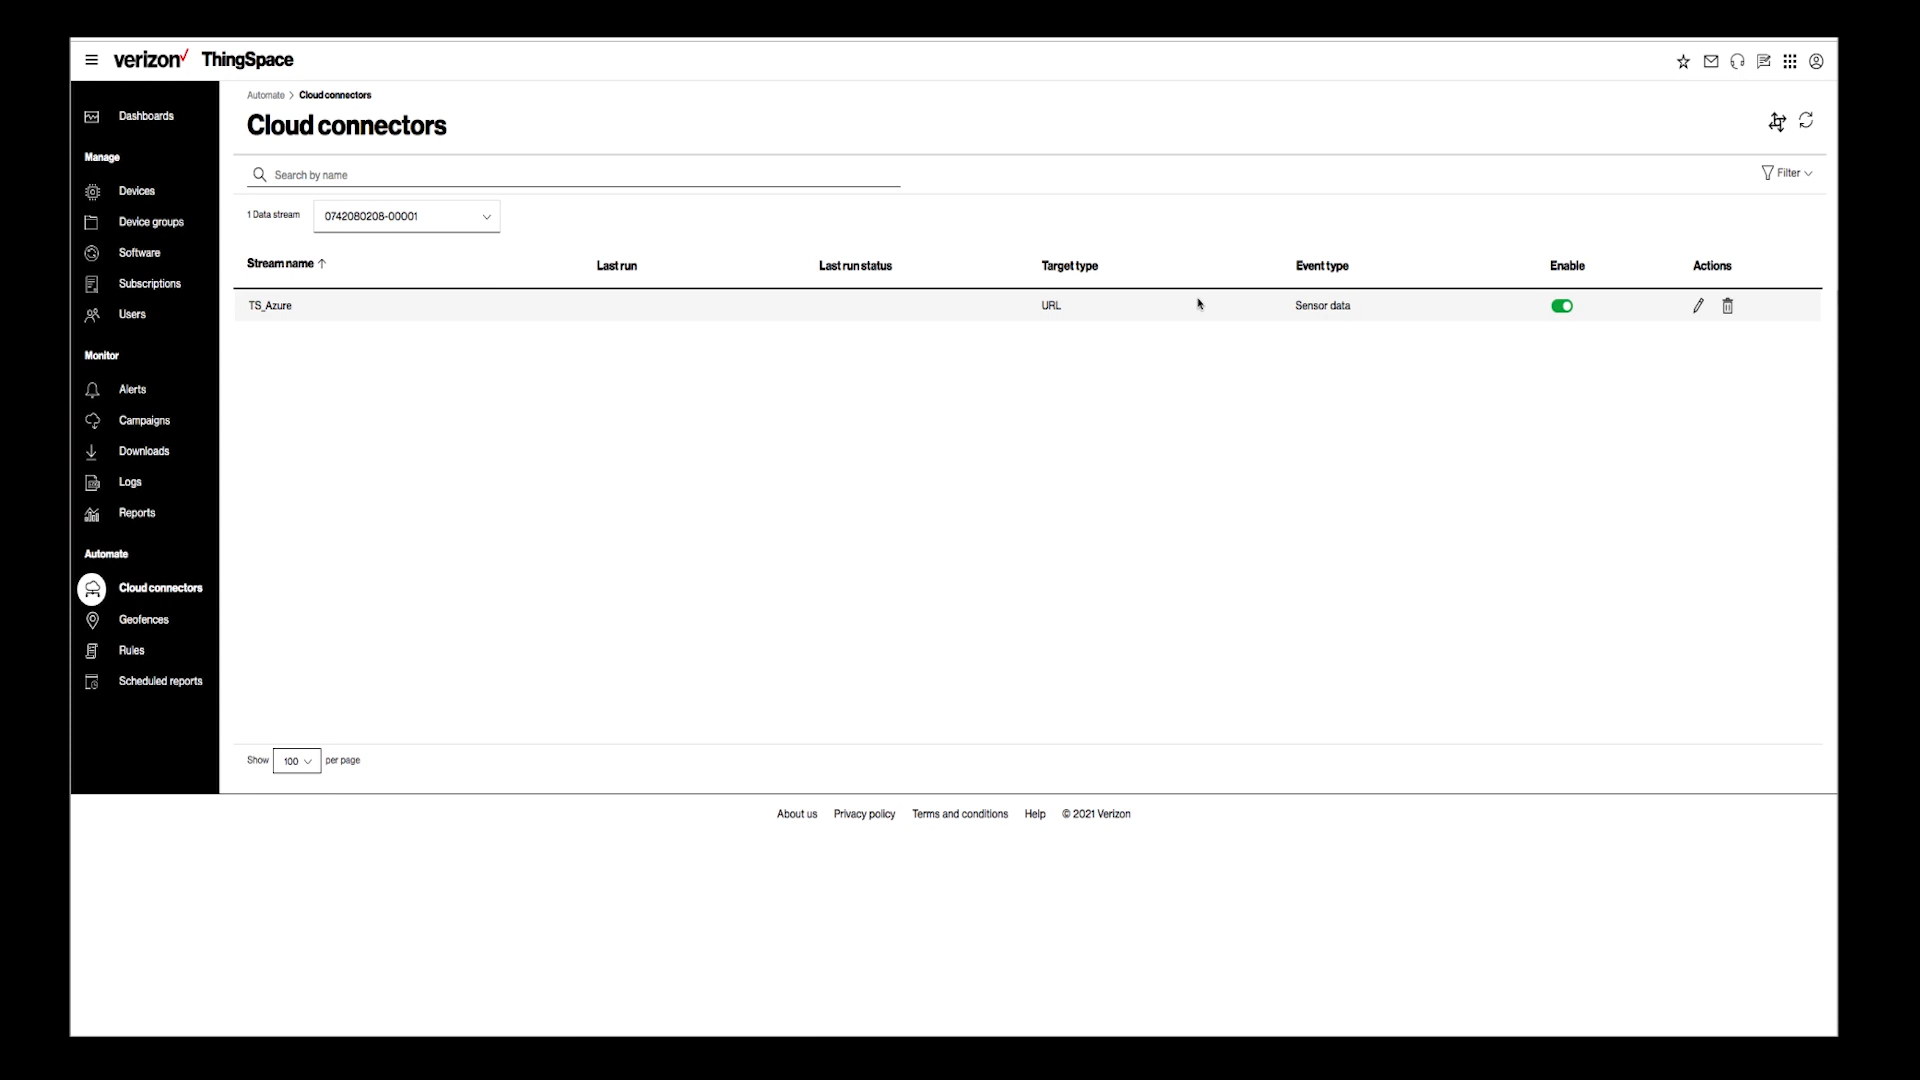 verizon ThingSpace
Dashboards
Manage
Devices
Device groups
Software
Subscriptions
Users
Monitor
Alerts
Campaigns
Downloads
Logs
Reports
Automate
Cloud connectors
Geofences
Rules
Scheduled reports
Automate > Cloud connectors
Cloud connectors
Search by name
Filter
1 Data stream 0742080208-00001
Stream name ↑ Last run Last run status Target type Event type Enable Actions
TS_Azure URL Sensor data
Show 100 per page
About us Privacy policy Terms and conditions Help © 2021 Verizon